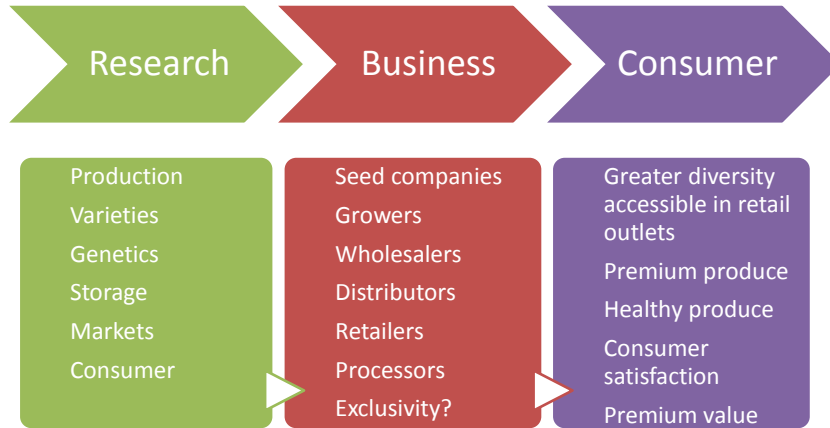 Research
Business
Consumer
Production
Varieties
Genetics
Storage
Markets
Consumer
Seed companies
Growers
Wholesalers
Distributors
Retailers
Processors
Exclusivity?
Greater diversity
accessible in retail
outlets
Premium produce
Healthy produce
Consumer
satisfaction
Premium value